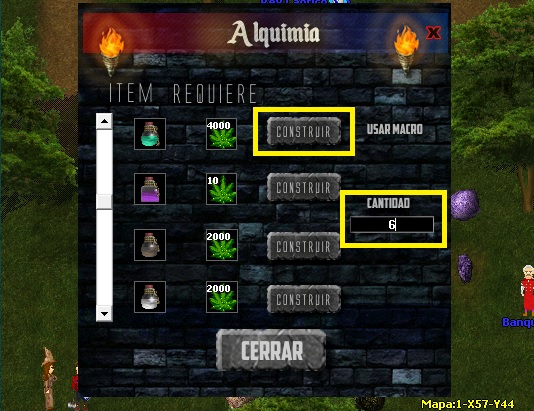 Alquimia
X
ITEM REQUIERE
4000 CONSTRUIR USAR MACRO
10 CONSTRUIR
CANTIDAD
6
2000 CONSTRUIR
2000 CONSTRUIR
CERRAR
Banqu
Mapa:1-X57-Y44